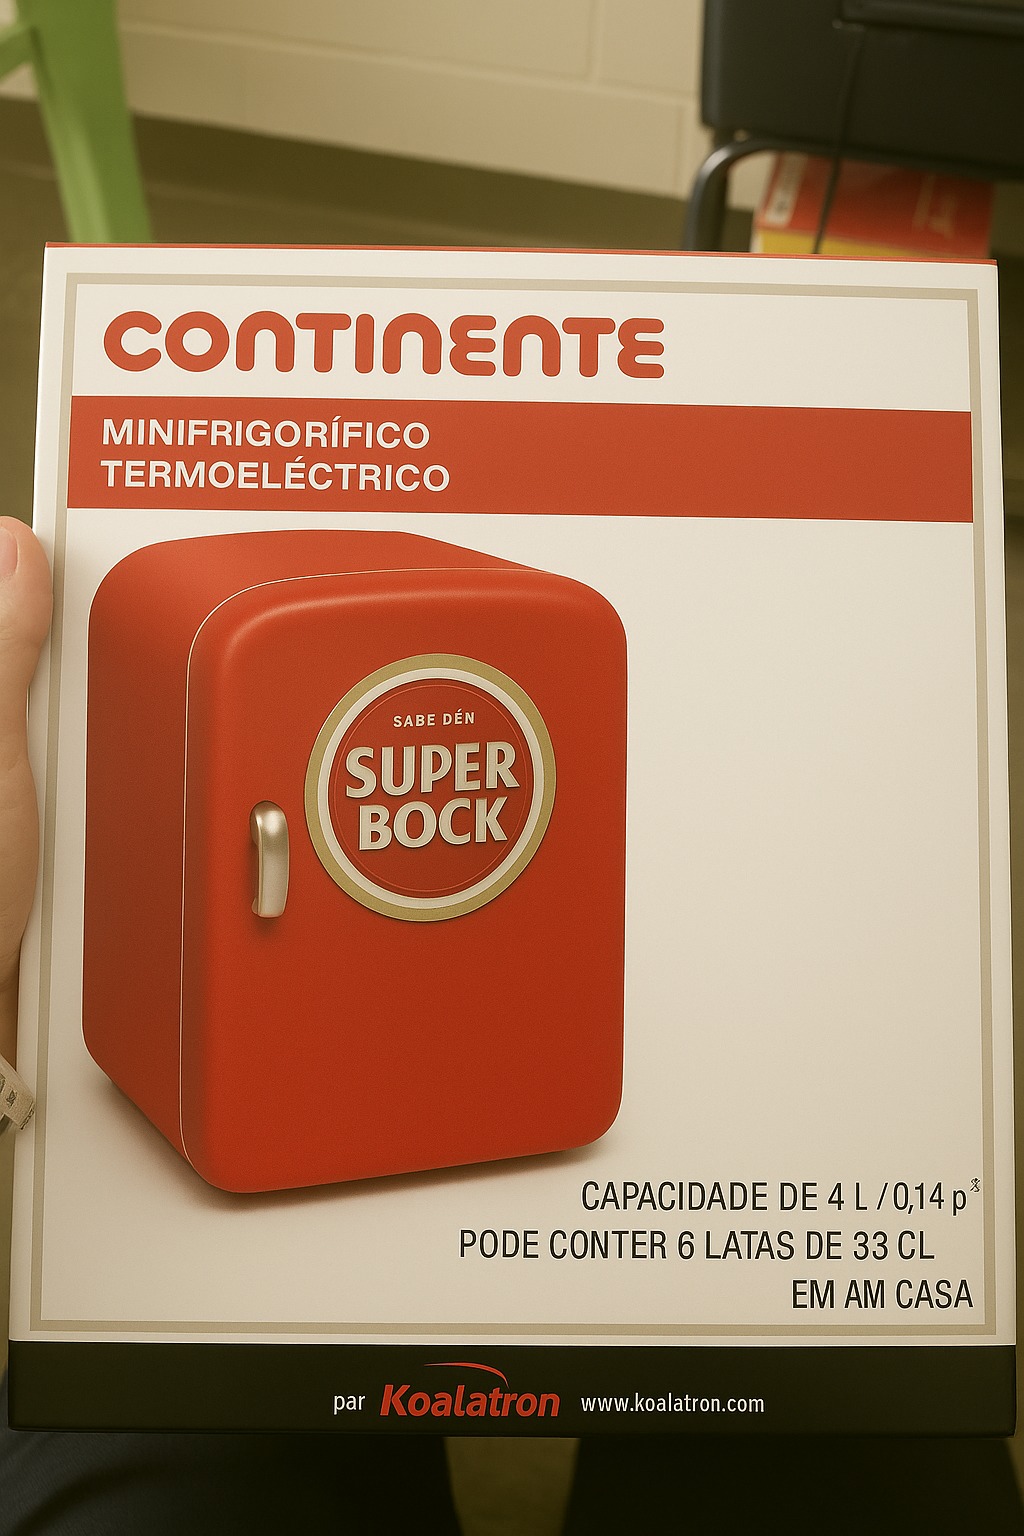 CONTINENTE
MINIFRIGORÍFICO
TERMOELÉCTRICO
SABE DÉN
SUPER
BOCK
CAPACIDADE DE 4 L / 0,14 p
PODE CONTER 6 LATAS DE 33 CL
EM AM CASA
par Koalatron www.koalatron.com